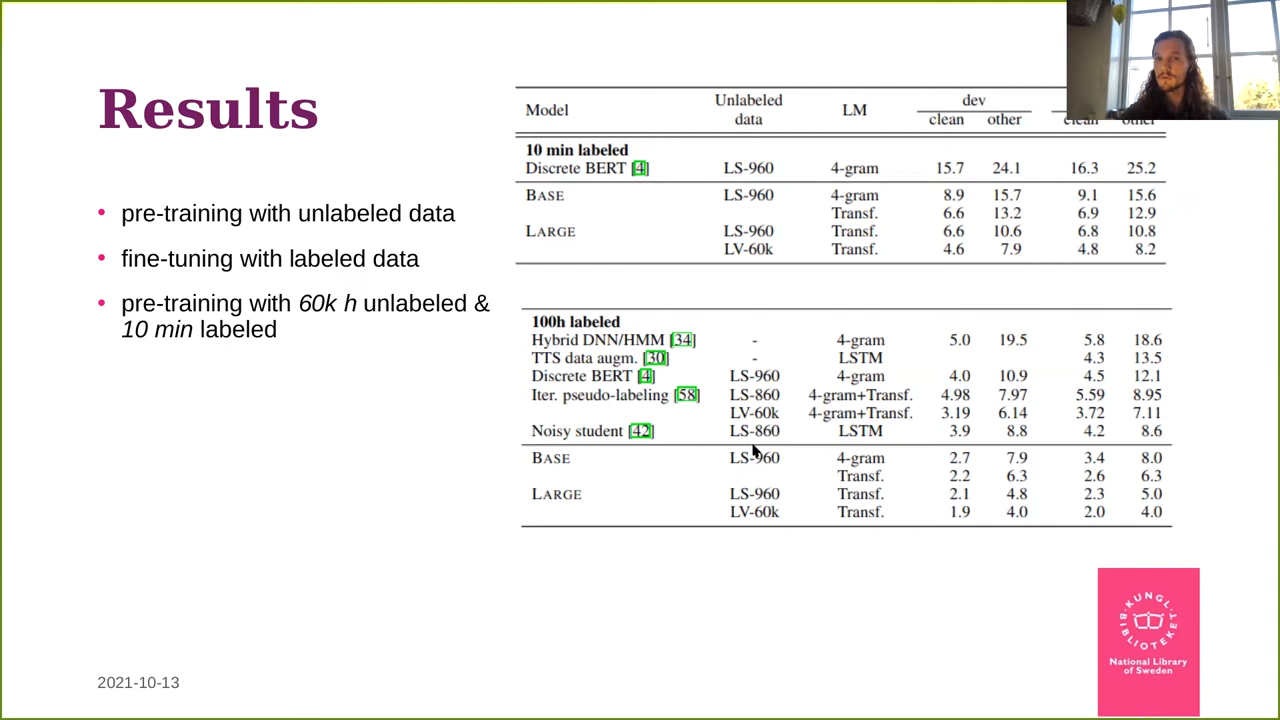 Results
• pre-training with unlabeled data
• fine-tuning with labeled data
• pre-training with 60k h unlabeled &
10 min labeled
Model Unlabeled data LM dev
clean other clean other
10 min labeled
Discrete BERT [4] LS-960 4-gram 15.7 24.1 16.3 25.2
BASE LS-960 4-gram 8.9 15.7 9.1 15.6
Transf. 6.6 13.2 6.9 12.9
LARGE LS-960 Transf. 6.6 10.6 6.8 10.8
LV-60k Transf. 4.6 7.9 4.8 8.2
100h labeled
Hybrid DNN/HMM [34] - 4-gram 5.0 19.5 5.8 18.6
TTS data augm. [30] - LSTM 4.3 13.5
Discrete BERT [4] LS-960 4-gram 4.0 10.9 4.5 12.1
Iter. pseudo-labeling [58] LS-860 4-gram+Transf. 4.98 7.97 5.59 8.95
LV-60k 4-gram+Transf. 3.19 6.14 3.72 7.11
Noisy student [42] LS-860 LSTM 3.9 8.8 4.2 8.6
BASE LS-960 4-gram 2.7 7.9 3.4 8.0
Transf. 2.2 6.3 2.6 6.3
LARGE LS-960 Transf. 2.1 4.8 2.3 5.0
LV-60k Transf. 1.9 4.0 2.0 4.0
KUNGL. BIBLIOTEKET
National Library
of Sweden
2021-10-13